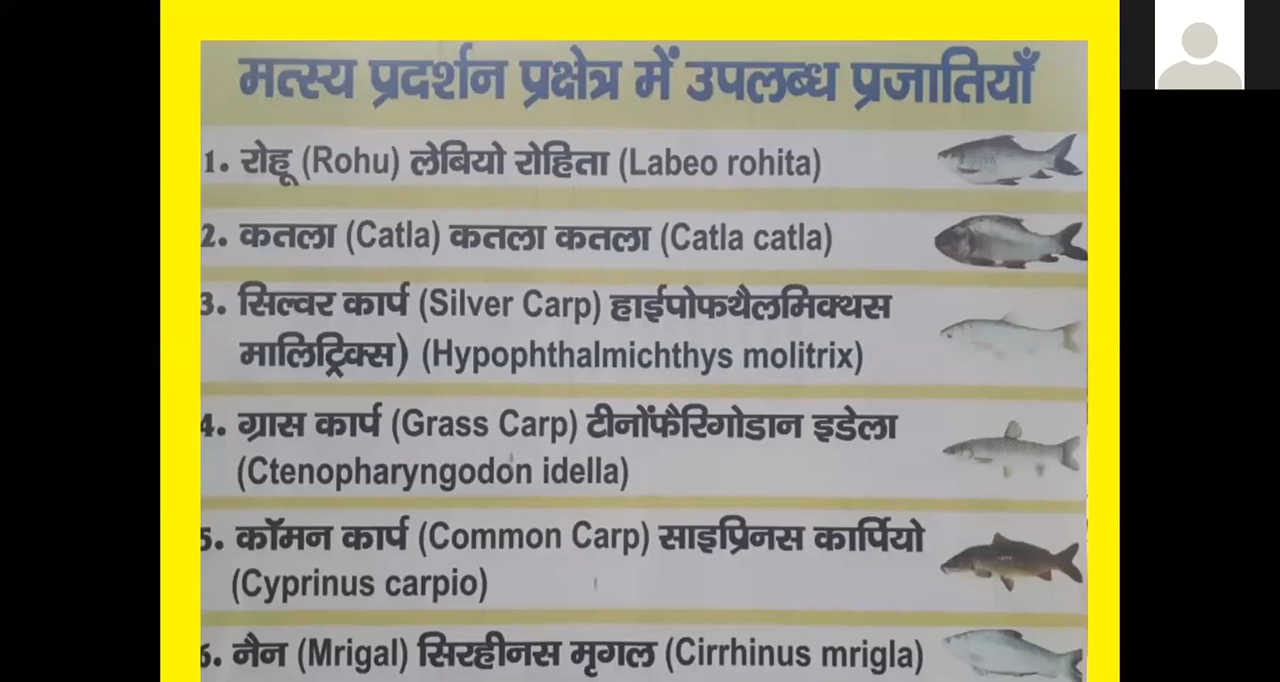 मत्स्य प्रदर्शन प्रक्षेत्र में उपलब्ध प्रजातियाँ
1. रोहू (Rohu) लेबियो रोहिता (Labeo rohita)
2. कतला (Catla) कतला कतला (Catla catla)
3. सिल्वर कार्प (Silver Carp) हाईपोफथैलमिक्थस
मालिट्रिक्स) (Hypophthalmichthys molitrix)
4. ग्रास कार्प (Grass Carp) टीनोंफैरिगोडान इडेला
(Ctenopharyngodon idella)
5. कॉमन कार्प (Common Carp) साइप्रिनस कार्पियो
(Cyprinus carpio)
6. नैन (Mrigal) सिरहीनस मृगल (Cirrhinus mrigla)